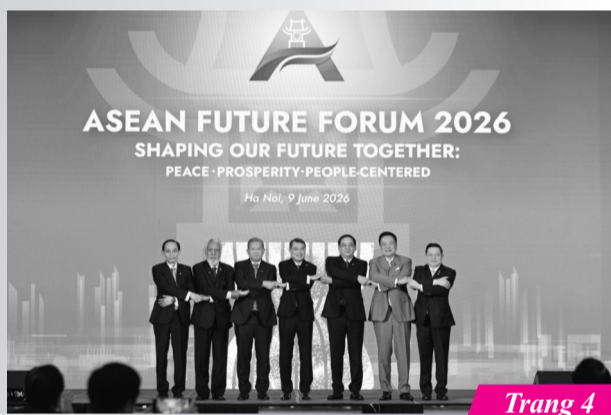 ASEAN FUTURE FORUM 2026
SHAPING OUR FUTURE TOGETHER:
PEACE·PROSPERITY·PEOPLE-CENTERED
Ha Noi, 9 June 2026
Trang 4